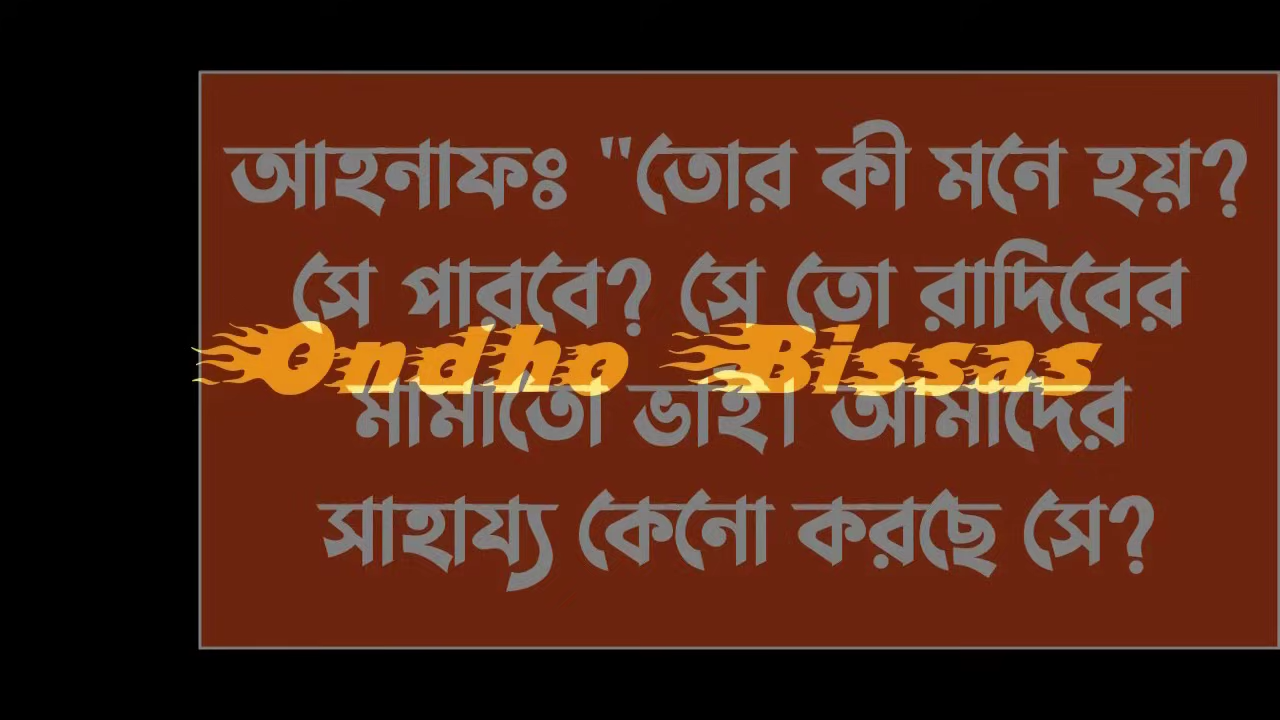 আহনাফঃ "তোর কী মনে হয়?
সে পারবে? সে তো রাদিবের
Ondho Bissas
মামাতো ভাই। আমাদের
সাহায্য কেনো করছে সে?